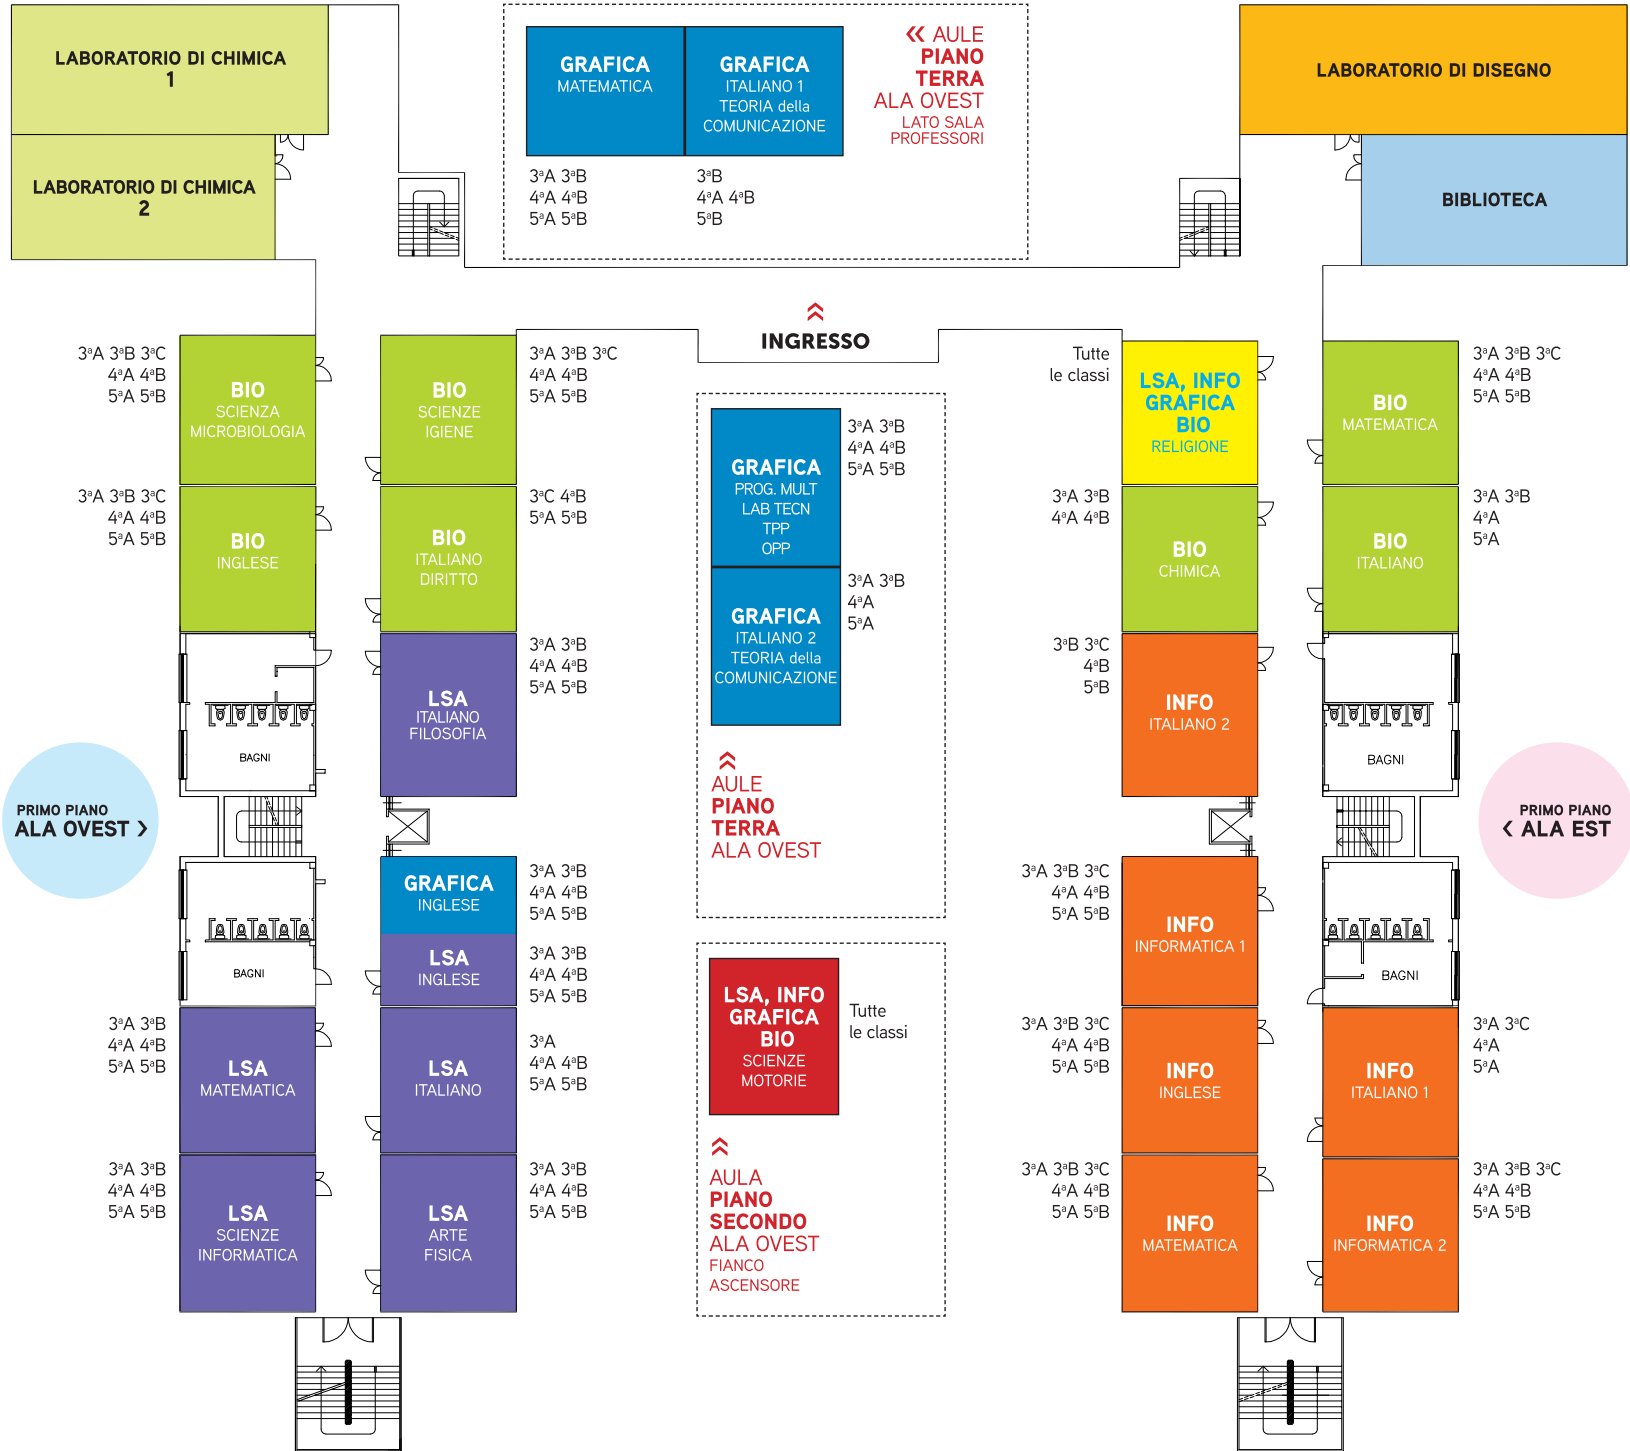 LABORATORIO DI CHIMICA
1
LABORATORIO DI CHIMICA
2
GRAFICA
MATEMATICA
3ªA 3ªB
4ªA 4ªB
5ªA 5ªB
GRAFICA
ITALIANO 1
TEORIA della
COMUNICAZIONE
3ªB
4ªA 4ªB
5ªB
« AULE
PIANO
TERRA
ALA OVEST
LATO SALA
PROFESSORI
LABORATORIO DI DISEGNO
BIBLIOTECA
INGRESSO
3ªA 3ªB 3ªC
4ªA 4ªB
5ªA 5ªB
BIO
SCIENZA
MICROBIOLOGIA
BIO
SCIENZE
IGIENE
3ªA 3ªB 3ªC
4ªA 4ªB
5ªA 5ªB
3ªA 3ªB 3ªC
4ªA 4ªB
5ªA 5ªB
BIO
INGLESE
BIO
ITALIANO
DIRITTO
3ªC 4ªB
5ªA 5ªB
LSA
ITALIANO
FILOSOFIA
3ªA 3ªB
4ªA 4ªB
5ªA 5ªB
BAGNI
PRIMO PIANO
ALA OVEST ›
GRAFICA
INGLESE
3ªA 3ªB
4ªA 4ªB
5ªA 5ªB
LSA
INGLESE
3ªA 3ªB
4ªA 4ªB
5ªA 5ªB
BAGNI
3ªA 3ªB
4ªA 4ªB
5ªA 5ªB
LSA
MATEMATICA
LSA
ITALIANO
3ªA
4ªA 4ªB
5ªA 5ªB
3ªA 3ªB
4ªA 4ªB
5ªA 5ªB
LSA
SCIENZE
INFORMATICA
LSA
ARTE
FISICA
3ªA 3ªB
4ªA 4ªB
5ªA 5ªB
GRAFICA
PROG. MULT
LAB TECN
TPP
OPP
3ªA 3ªB
4ªA 4ªB
5ªA 5ªB
GRAFICA
ITALIANO 2
TEORIA della
COMUNICAZIONE
3ªA 3ªB
4ªA
5ªA
AULE
PIANO
TERRA
ALA OVEST
LSA, INFO
GRAFICA
BIO
SCIENZE
MOTORIE
Tutte
le classi
AULA
PIANO
SECONDO
ALA OVEST
FIANCO
ASCENSORE
Tutte
le classi
LSA, INFO
GRAFICA
BIO
RELIGIONE
BIO
MATEMATICA
3ªA 3ªB 3ªC
4ªA 4ªB
5ªA 5ªB
3ªA 3ªB
4ªA 4ªB
BIO
CHIMICA
BIO
ITALIANO
3ªA 3ªB
4ªA
5ªA
3ªB 3ªC
4ªB
5ªB
INFO
ITALIANO 2
BAGNI
PRIMO PIANO
‹ ALA EST
3ªA 3ªB 3ªC
4ªA 4ªB
5ªA 5ªB
INFO
INFORMATICA 1
BAGNI
3ªA 3ªB 3ªC
4ªA 4ªB
5ªA 5ªB
INFO
INGLESE
INFO
ITALIANO 1
3ªA 3ªC
4ªA
5ªA
3ªA 3ªB 3ªC
4ªA 4ªB
5ªA 5ªB
INFO
MATEMATICA
INFO
INFORMATICA 2
3ªA 3ªB 3ªC
4ªA 4ªB
5ªA 5ªB